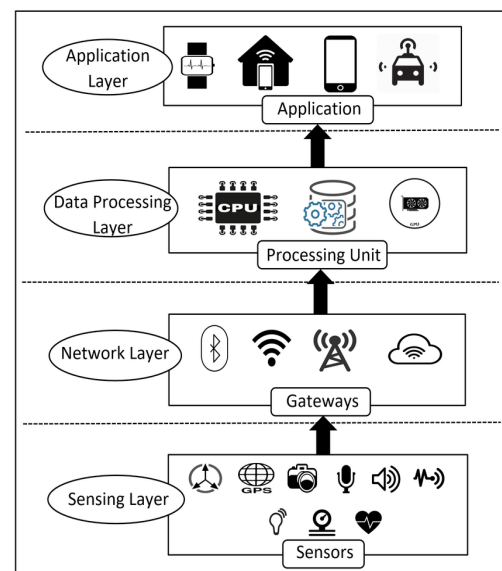 Application
Layer
Application
Data Processing
Layer
CPU
GPU
Processing Unit
Network Layer
Gateways
Sensing Layer
GPS
Sensors